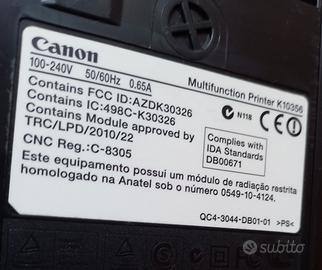 Canon
100-240V 50/60Hz 0.65A
Multifunction Printer K10356
Contains FCC ID:AZDK30326
Contains IC:498C-K30326
N118
Contains Module approved by
TRC/LPD/2010/22
Complies with
IDA Standards
DB00671
CNC Reg.:C-8305
Este equipamento possui um módulo de radiação restrita
homologado na Anatel sob o número 0549-10-4124.
QC4-3044-DB01-01 >PS<
subito